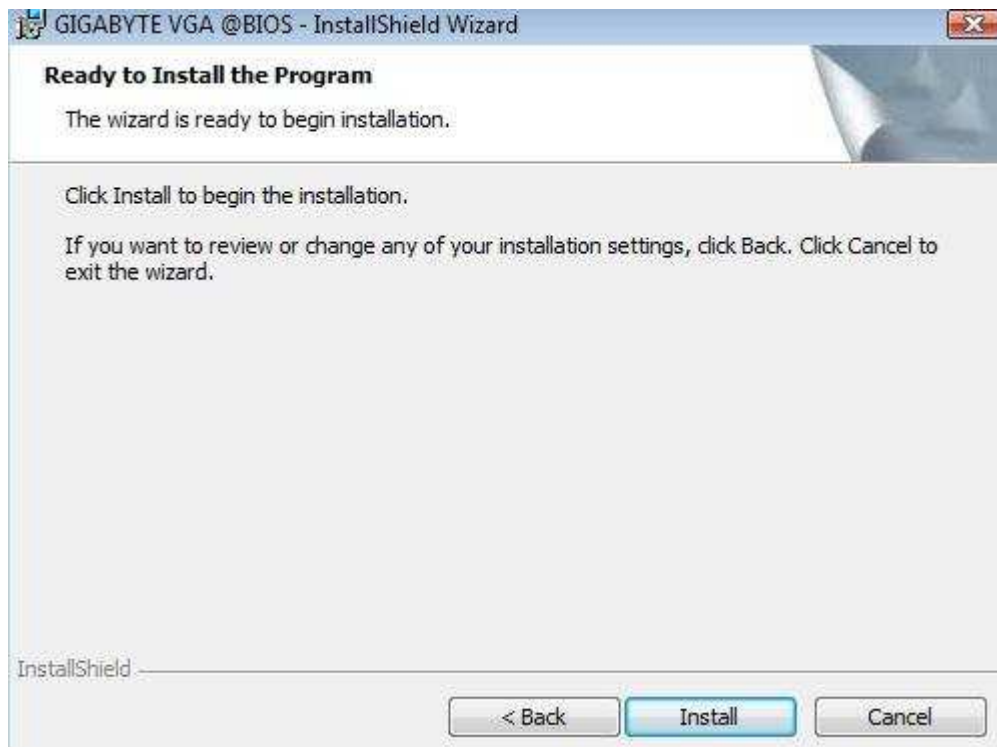 GIGABYTE VGA @BIOS - InstallShield Wizard
Ready to Install the Program
The wizard is ready to begin installation.
Click Install to begin the installation.
If you want to review or change any of your installation settings, click Back. Click Cancel to
exit the wizard.
InstallShield
< Back Install Cancel